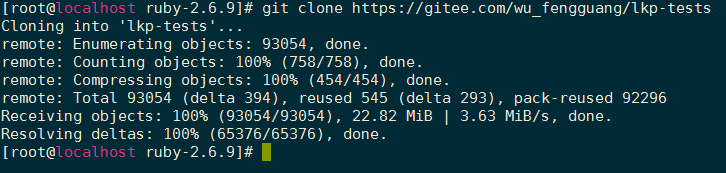 [root@localhost ruby-2.6.9]# git clone https://gitee.com/wu_fengguang/lkp-tests
Cloning into 'lkp-tests'...
remote: Enumerating objects: 93054, done.
remote: Counting objects: 100% (758/758), done.
remote: Compressing objects: 100% (454/454), done.
remote: Total 93054 (delta 394), reused 545 (delta 293), pack-reused 92296
Receiving objects: 100% (93054/93054), 22.82 MiB | 3.63 MiB/s, done.
Resolving deltas: 100% (65376/65376), done.
[root@localhost ruby-2.6.9]#